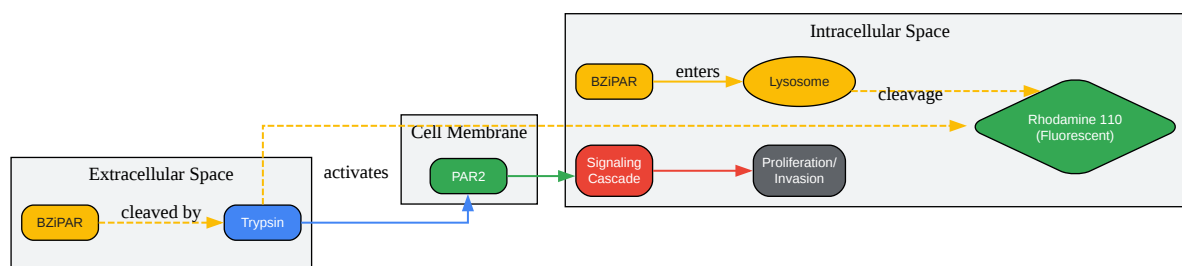 Extracellular Space
BZiPAR
cleaved by
Trypsin
activates
Cell Membrane
PAR2
Intracellular Space
BZiPAR
enters
Lysosome
cleavage
Rhodamine 110
(Fluorescent)
Signaling
Cascade
Proliferation/
Invasion